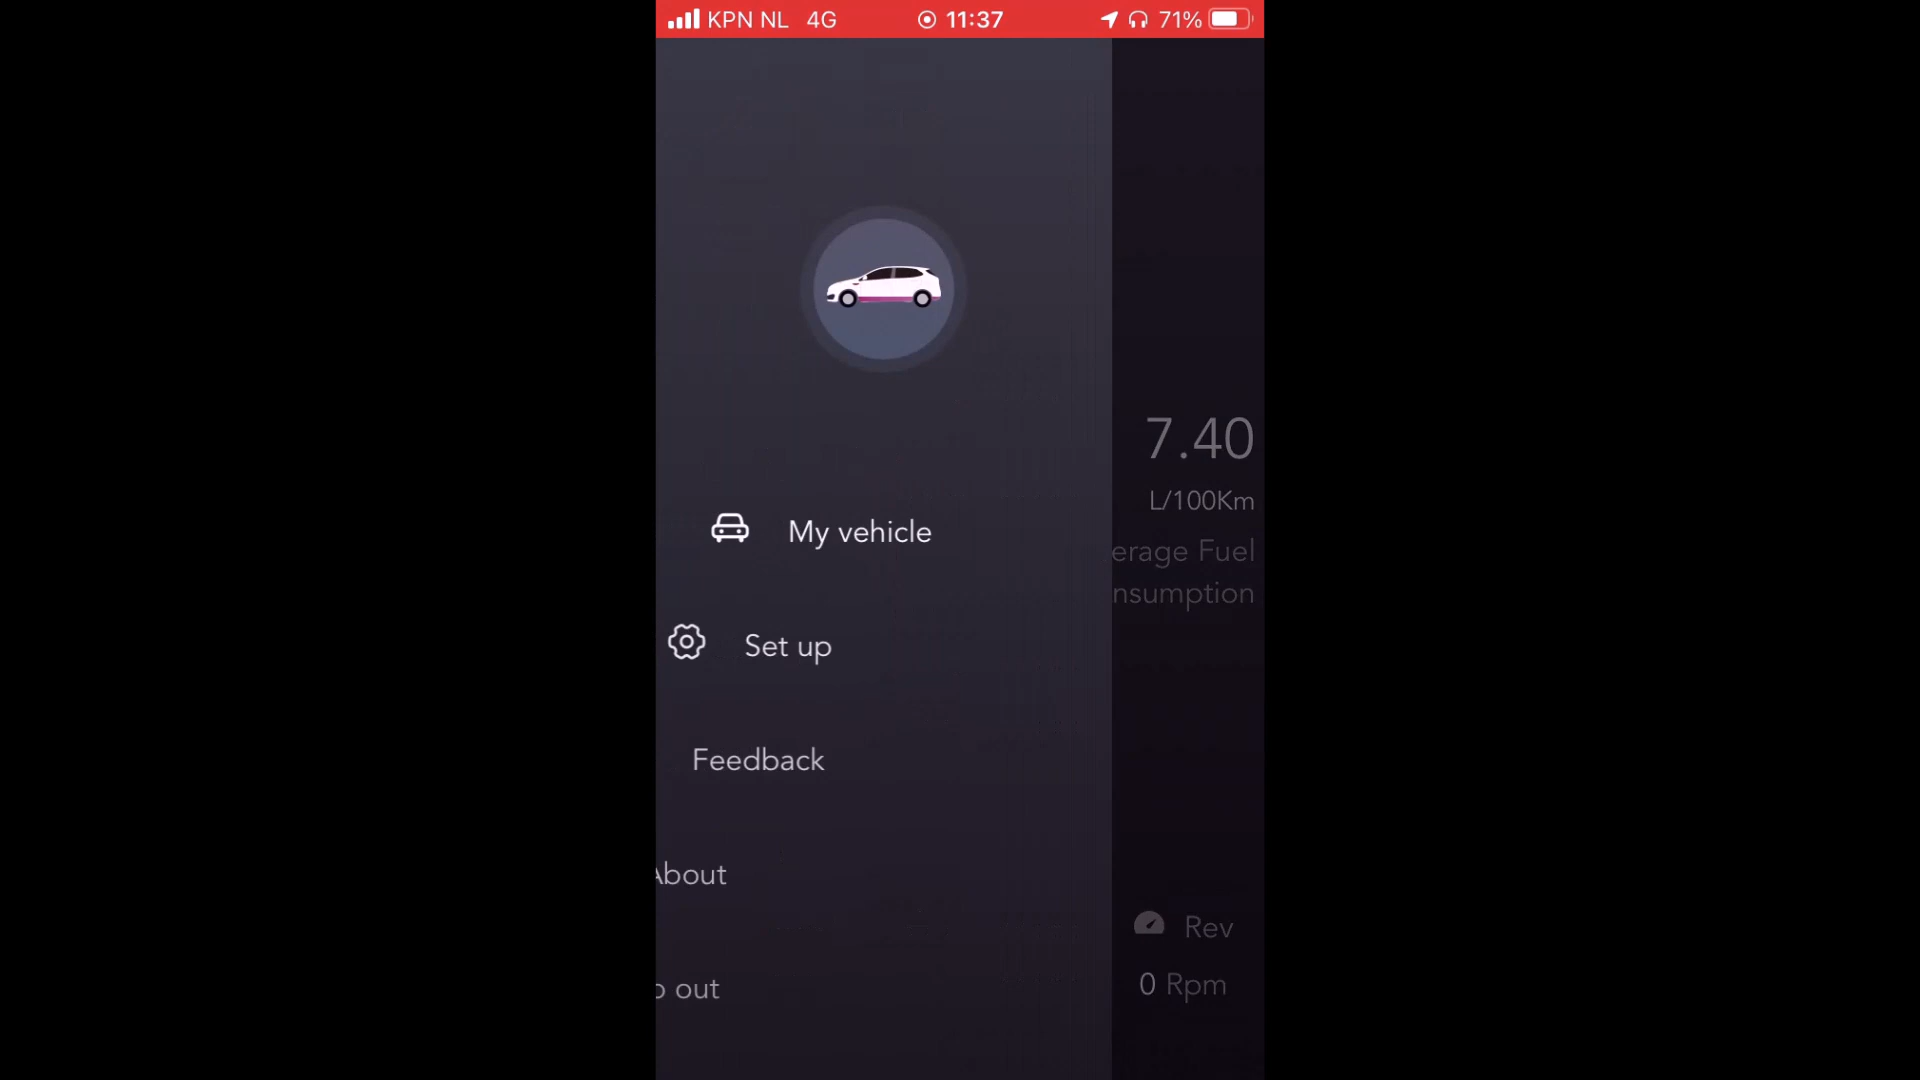 KPN NL 4G 11:37 71%
7.40
L/100Km
My vehicle
erage Fuel
nsumption
Set up
Feedback
About
Rev
out
0 Rpm